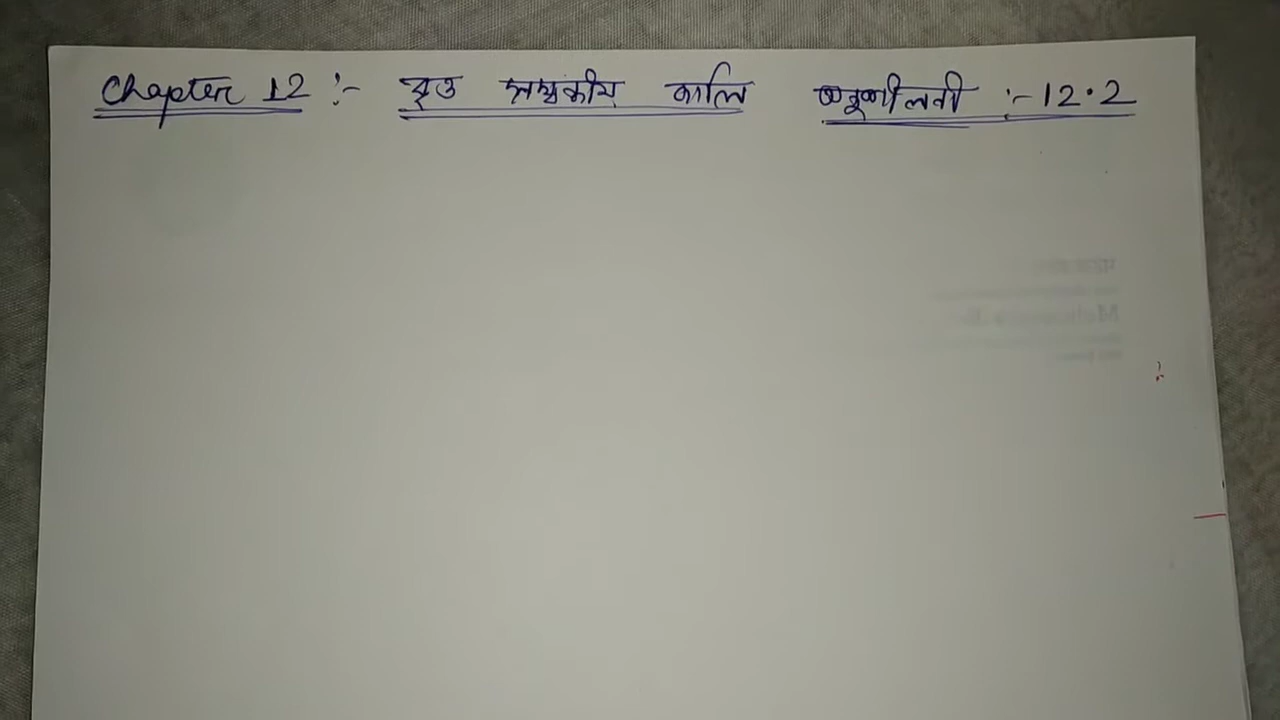 Chapter 12 :- বৃত্ত সম্বন্ধীয় কালি অনুশীলনী :- 12.2